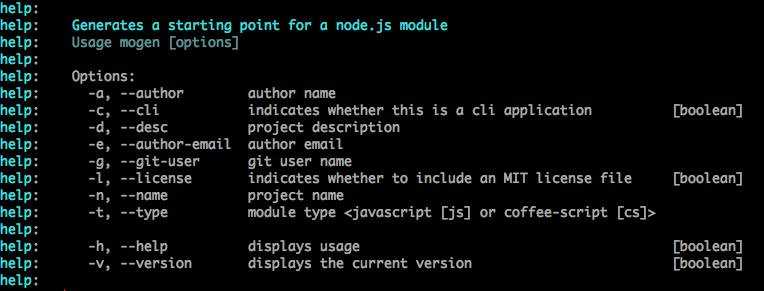 help:
help:    Generates a starting point for a node.js module
help:    Usage mogen [options]
help:
help:    Options:
help:      -a, --author        author name
help:      -c, --cli           indicates whether this is a cli application          [boolean]
help:      -d, --desc          project description
help:      -e, --author-email  author email
help:      -g, --git-user      git user name
help:      -l, --license       indicates whether to include an MIT license file     [boolean]
help:      -n, --name          project name
help:      -t, --type          module type <javascript [js] or coffee-script [cs]>
help:
help:      -h, --help          displays usage                                       [boolean]
help:      -v, --version       displays the current version                         [boolean]
help: